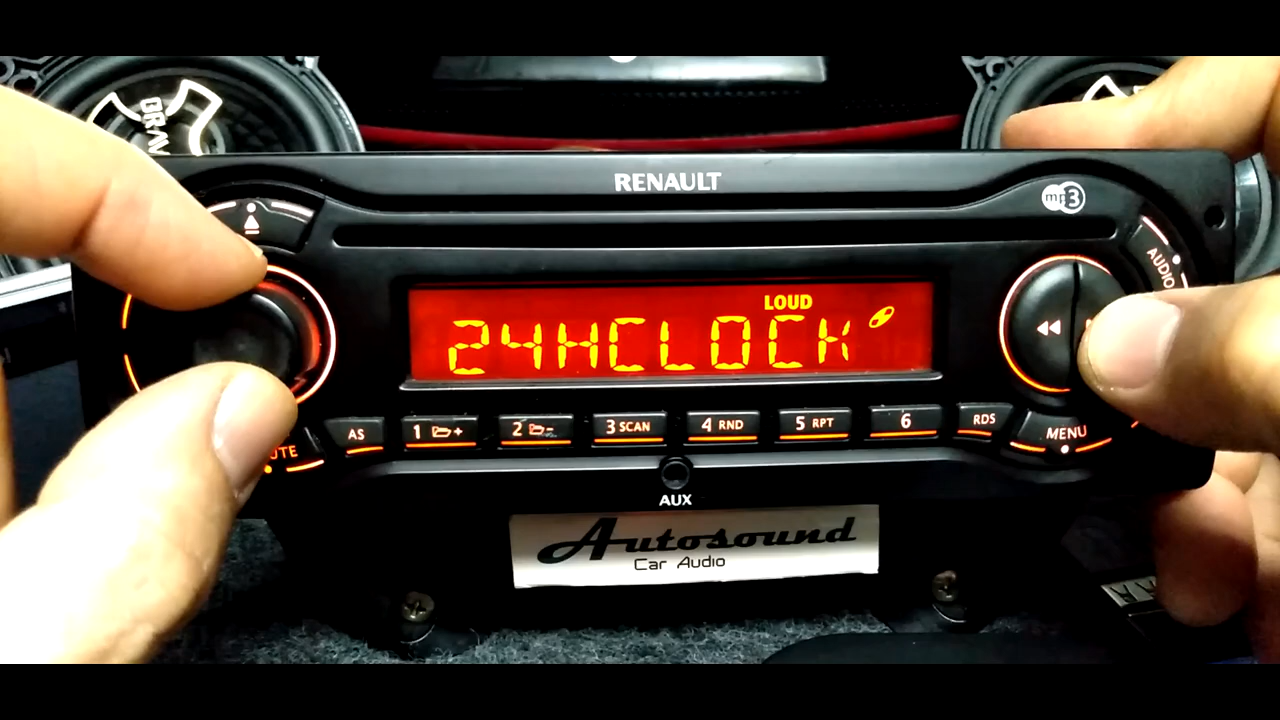 RENAULT
mp3
AUDIO
LOUD
24HCLOCK
AS
1
+
2
-
3 SCAN
4 RND
5 RPT
6
RDS
MENU
AUX
Autosound
Car Audio